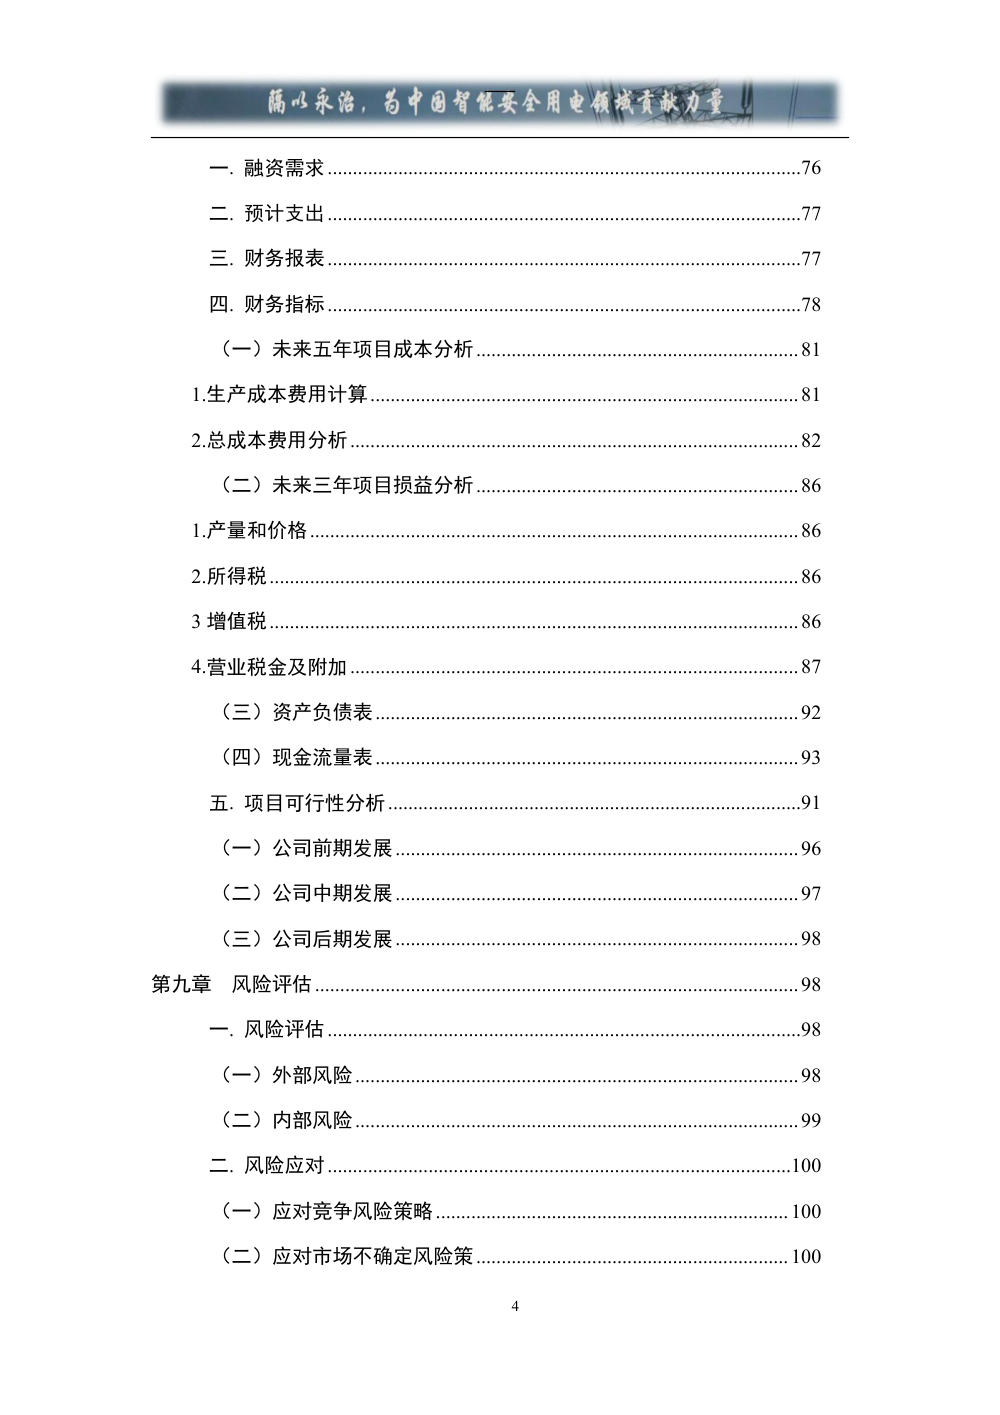 隔以永治，为中国智能安全用电领域贡献力量
一. 融资需求........................................76
二. 预计支出........................................77
三. 财务报表........................................77
四. 财务指标........................................78
（一）未来五年项目成本分析........................................81
1.生产成本费用计算........................................81
2.总成本费用分析........................................82
（二）未来三年项目损益分析........................................86
1.产量和价格........................................86
2.所得税........................................86
3 增值税........................................86
4.营业税金及附加........................................87
（三）资产负债表........................................92
（四）现金流量表........................................93
五. 项目可行性分析........................................91
（一）公司前期发展........................................96
（二）公司中期发展........................................97
（三）公司后期发展........................................98
第九章　风险评估........................................98
一. 风险评估........................................98
（一）外部风险........................................98
（二）内部风险........................................99
二. 风险应对........................................100
（一）应对竞争风险策略........................................100
（二）应对市场不确定风险策........................................100
4